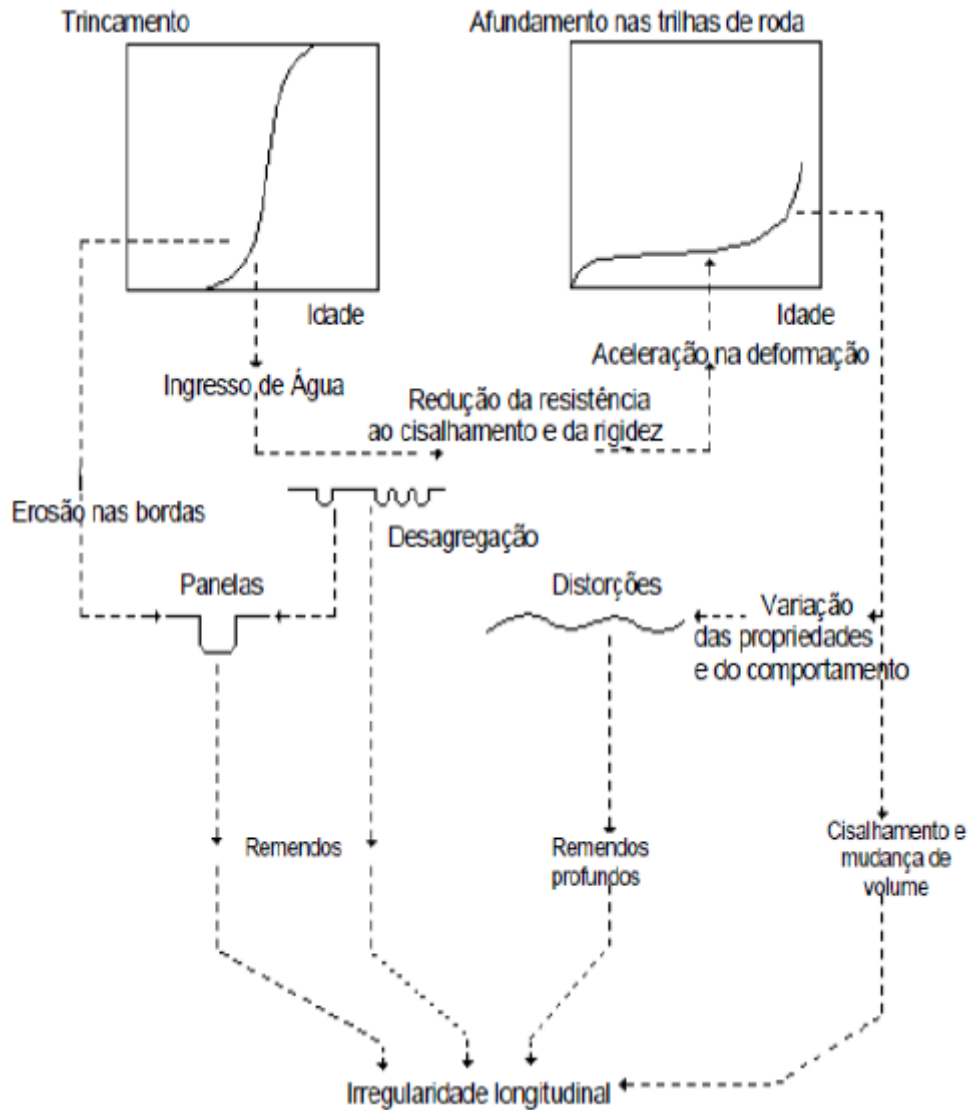 Trincamento
Afundamento nas trilhas de roda
Idade
Idade
Aceleração na deformação
Ingresso de Água
Redução da resistência
ao cisalhamento e da rigidez
Erosão nas bordas
Desagregação
Panelas
Distorções
Variação
das propriedades
e do comportamento
Remendos
Remendos
profundos
Cisalhamento e
mudança de
volume
Irregularidade longitudinal